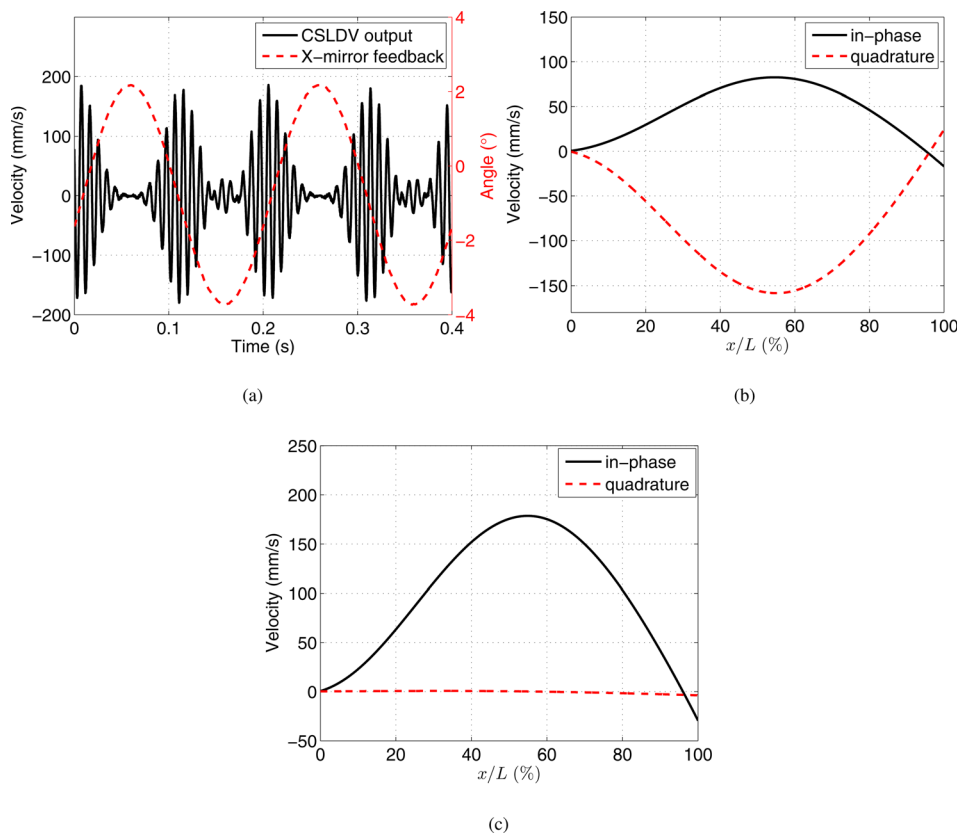 CSLDV output
X-mirror feedback
200
100
0
−100
−200
Velocity (mm/s)
4
2
0
−2
−4
Angle (°)
0
0.1
0.2
0.3
0.4
Time (s)
(a)
in-phase
quadrature
150
100
50
0
−50
−100
−150
Velocity (mm/s)
0
20
40
60
80
100
x/L (%)
(b)
in-phase
quadrature
250
200
150
100
50
0
−50
Velocity (mm/s)
0
20
40
60
80
100
x/L (%)
(c)